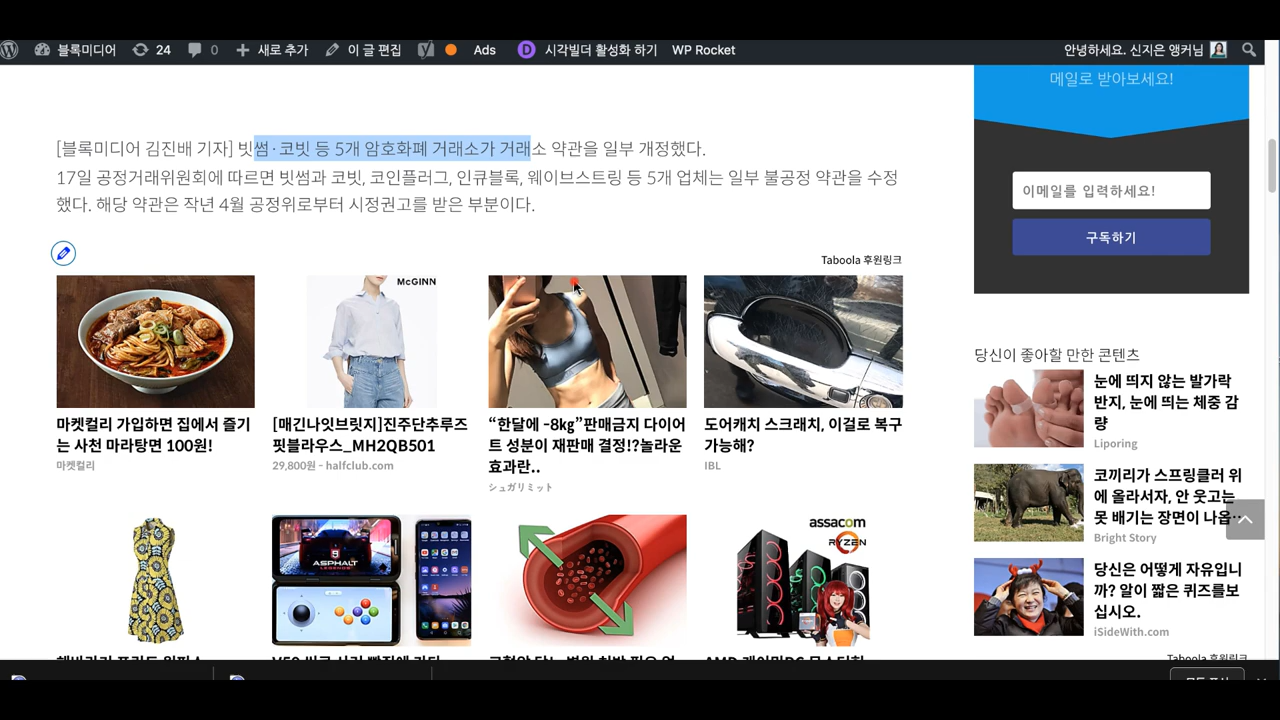 블록미디어 24 0 새로 추가 이 글 편집 Ads D 시각빌더 활성화 하기 WP Rocket 안녕하세요. 신지은 앵커님
메일로 받아보세요!
[블록미디어 김진배 기자] 빗썸·코빗 등 5개 암호화폐 거래소가 거래소 약관을 일부 개정했다.
17일 공정거래위원회에 따르면 빗썸과 코빗, 코인플러그, 인큐블록, 웨이브스트링 등 5개 업체는 일부 불공정 약관을 수정
했다. 해당 약관은 작년 4월 공정위로부터 시정권고를 받은 부분이다.
이메일을 입력하세요!
구독하기
Taboola 후원링크
McGINN
마켓컬리 가입하면 집에서 즐기
는 사천 마라탕면 100원!
마켓컬리
[매긴나잇브릿지]진주단추루즈
핏블라우스_MH2QB501
29,800원 - halfclub.com
“한달에 -8㎏”판매금지 다이어
트 성분이 재판매 결정!?놀라운
효과란..
シュガリミット
도어캐치 스크래치, 이걸로 복구
가능해?
IBL
당신이 좋아할 만한 콘텐츠
눈에 띄지 않는 발가락
반지, 눈에 띄는 체중 감
량
Liporing
코끼리가 스프링클러 위
에 올라서자, 안 웃고는
못 배기는 장면이 나옵…
Bright Story
당신은 어떻게 자유입니
까? 알이 짧은 퀴즈를보
십시오.
iSideWith.com
Taboola 후원링크
ASPHALT
assacom
RYZEN